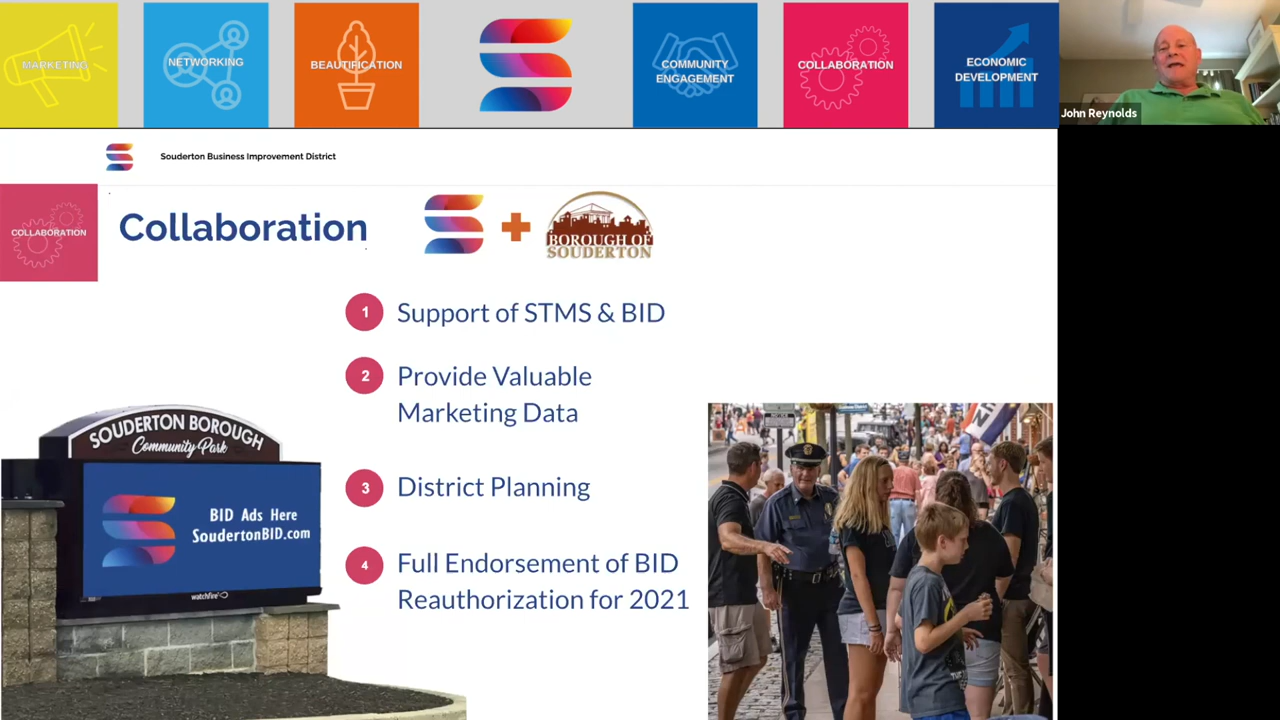 MARKETING
NETWORKING
BEAUTIFICATION
COMMUNITY
ENGAGEMENT
COLLABORATION
ECONOMIC
DEVELOPMENT
John Reynolds
Souderton Business Improvement District
COLLABORATION
Collaboration
BOROUGH OF
SOUDERTON
1 Support of STMS & BID
2 Provide Valuable
Marketing Data
3 District Planning
4 Full Endorsement of BID
Reauthorization for 2021
SOUDERTON BOROUGH
Community Park
BID Ads Here
SoudertonBID.com
watchfire